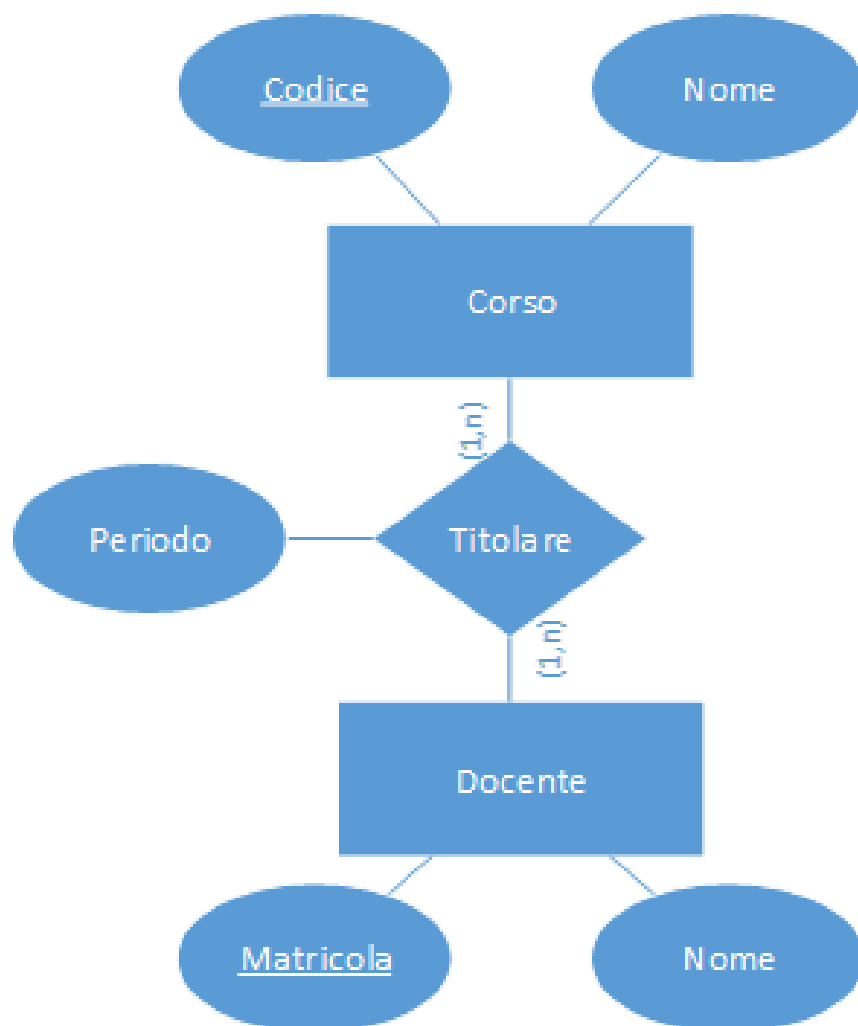 Codice
Nome
Corso
(1,n)
Periodo
Titolare
(1,n)
Docente
Matricola
Nome